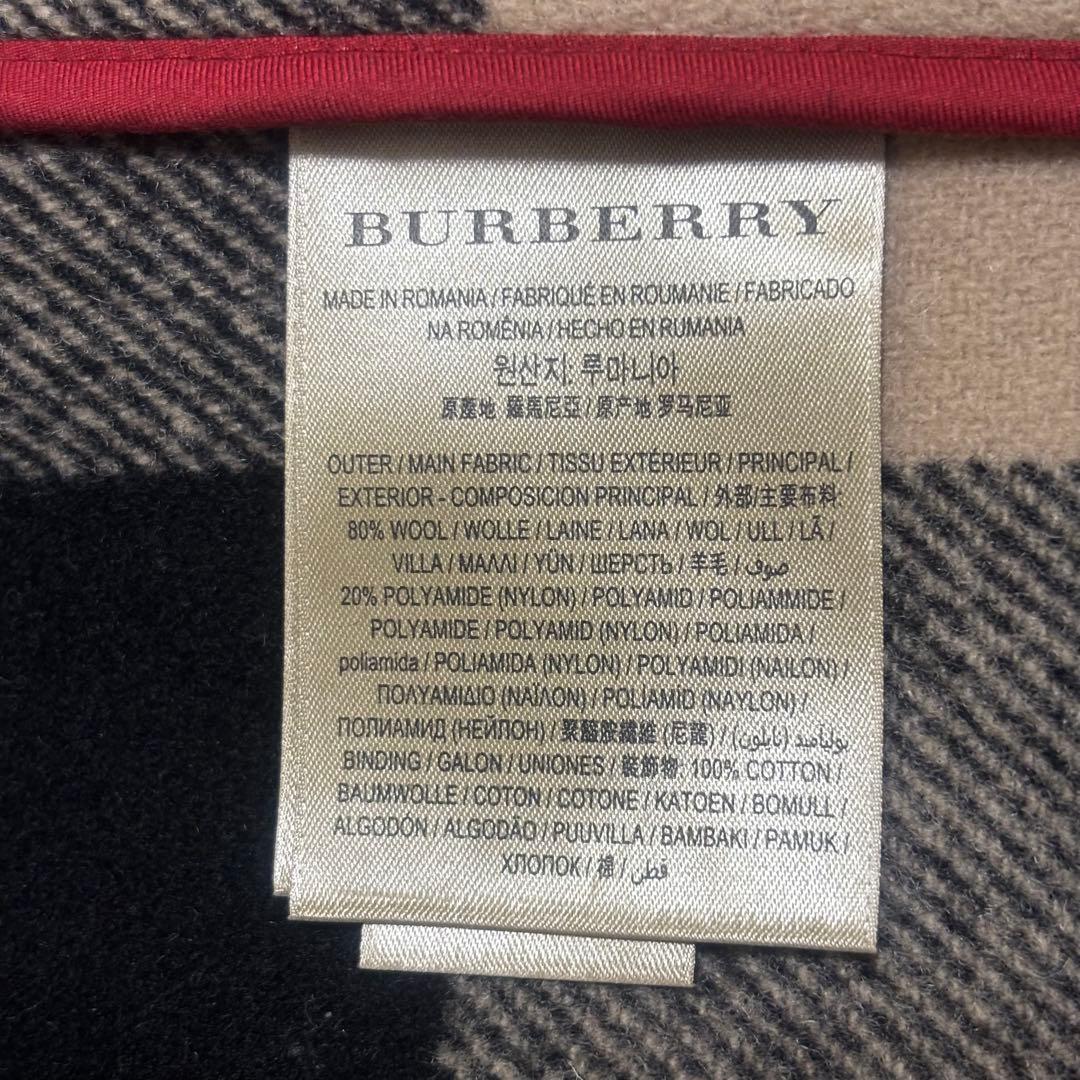 BURBERRY
MADE IN ROMANIA / FABRIQUÉ EN ROUMANIE / FABRICADO
NA ROMÉNIA / HECHO EN RUMANIA
원산지: 루마니아
原產地 羅馬尼亞 / 原产地 罗马尼亚
OUTER / MAIN FABRIC / TISSU EXTÉRIEUR / PRINCIPAL /
EXTERIOR - COMPOSICION PRINCIPAL / 外部/主要布料:
80% WOOL / WOLLE / LAINE / LANA / WOL / ULL / LÃ /
VILLA / ΜΑΛΛΙ / YÜN / ШЕРСТЬ / 羊毛 / صوف
20% POLYAMIDE (NYLON) / POLYAMID / POLIAMMIDE /
POLYAMIDE / POLYAMID (NYLON) / POLIAMIDA /
poliamida / POLIAMIDA (NYLON) / POLYAMIDI (NAILON) /
ΠΟΛΥΑΜΙΔΙΟ (ΝΑΪΛΟΝ) / POLIAMID (NAYLON) /
ПОЛИАМИД (НЕЙЛОН) / 聚醯胺纖維 (尼龍) / بولياميد (نايلون) /
BINDING / GALON / UNIONES / 裝飾物: 100% COTTON /
BAUMWOLLE / COTON / COTONE / KATOEN / BOMULL /
ALGODON / ALGODÃO / PUUVILLA / BAMBAKI / PAMUK /
ХЛОПОК / 棉 / قطن